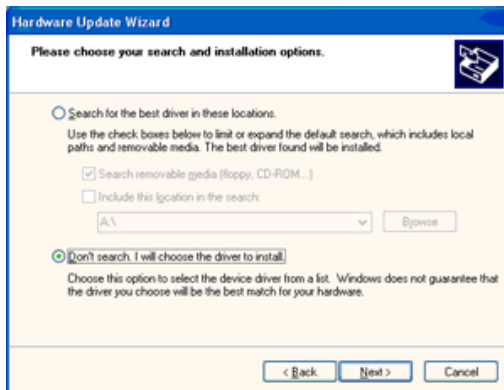 Hardware Update Wizard
Please choose your search and installation options.
Search for the best driver in these locations.
Use the check boxes below to limit or expand the default search, which includes local
paths and removable media. The best driver found will be installed.
Search removable media (floppy, CD-ROM...)
Include this location in the search:
A:\
Browse
Don't search. I will choose the driver to install.
Choose this option to select the device driver from a list. Windows does not guarantee that
the driver you choose will be the best match for your hardware.
< Back
Next >
Cancel